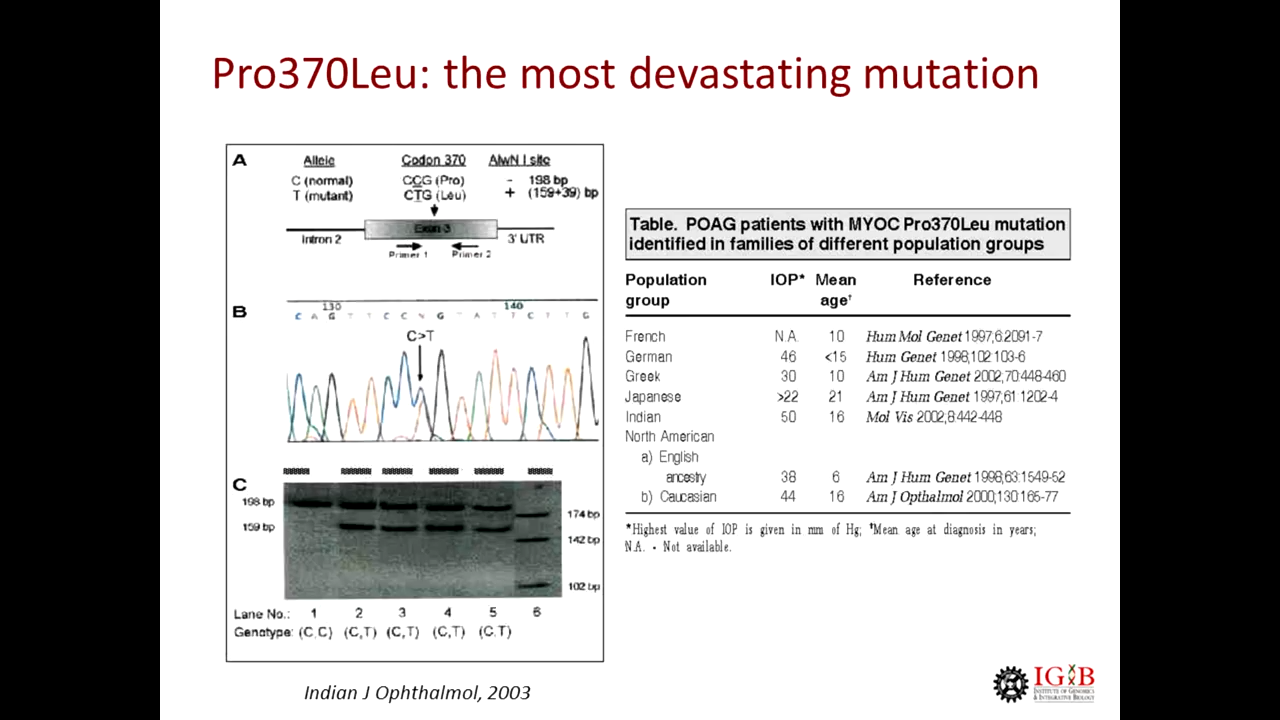 Pro370Leu: the most devastating mutation
A
Allele Codon 370 AlwN I site
C (normal) CCG (Pro) - 198 bp
T (mutant) CTG (Leu) + (159+39) bp
Exon 3
Intron 2 3' UTR
Primer 1 Primer 2
B
130 140
C A G T T C C N G T A T T C T T G
C>T
C
198 bp
159 bp
174 bp
142 bp
102 bp
Lane No.: 1 2 3 4 5 6
Genotype: (C,C) (C,T) (C,T) (C,T) (C,T)
Indian J Ophthalmol, 2003
Table. POAG patients with MYOC Pro370Leu mutation
identified in families of different population groups
Population IOP* Mean Reference
group age†
French N.A. 10 Hum Mol Genet 1997;6:2091-7
German 46 <15 Hum Genet 1998;102:103-6
Greek 30 10 Am J Hum Genet 2002;70:448-460
Japanese >22 21 Am J Hum Genet 1997;61:1202-4
Indian 50 16 Mol Vis 2002;8:442-448
North American
a) English
ancestry 38 6 Am J Hum Genet 1998;63:1549-52
b) Caucasian 44 16 Am J Opthalmol 2000;130:165-77
*Highest value of IOP is given in mm of Hg; †Mean age at diagnosis in years;
N.A. - Not available.
IGIB
INSTITUTE OF GENOMICS
& INTEGRATIVE BIOLOGY